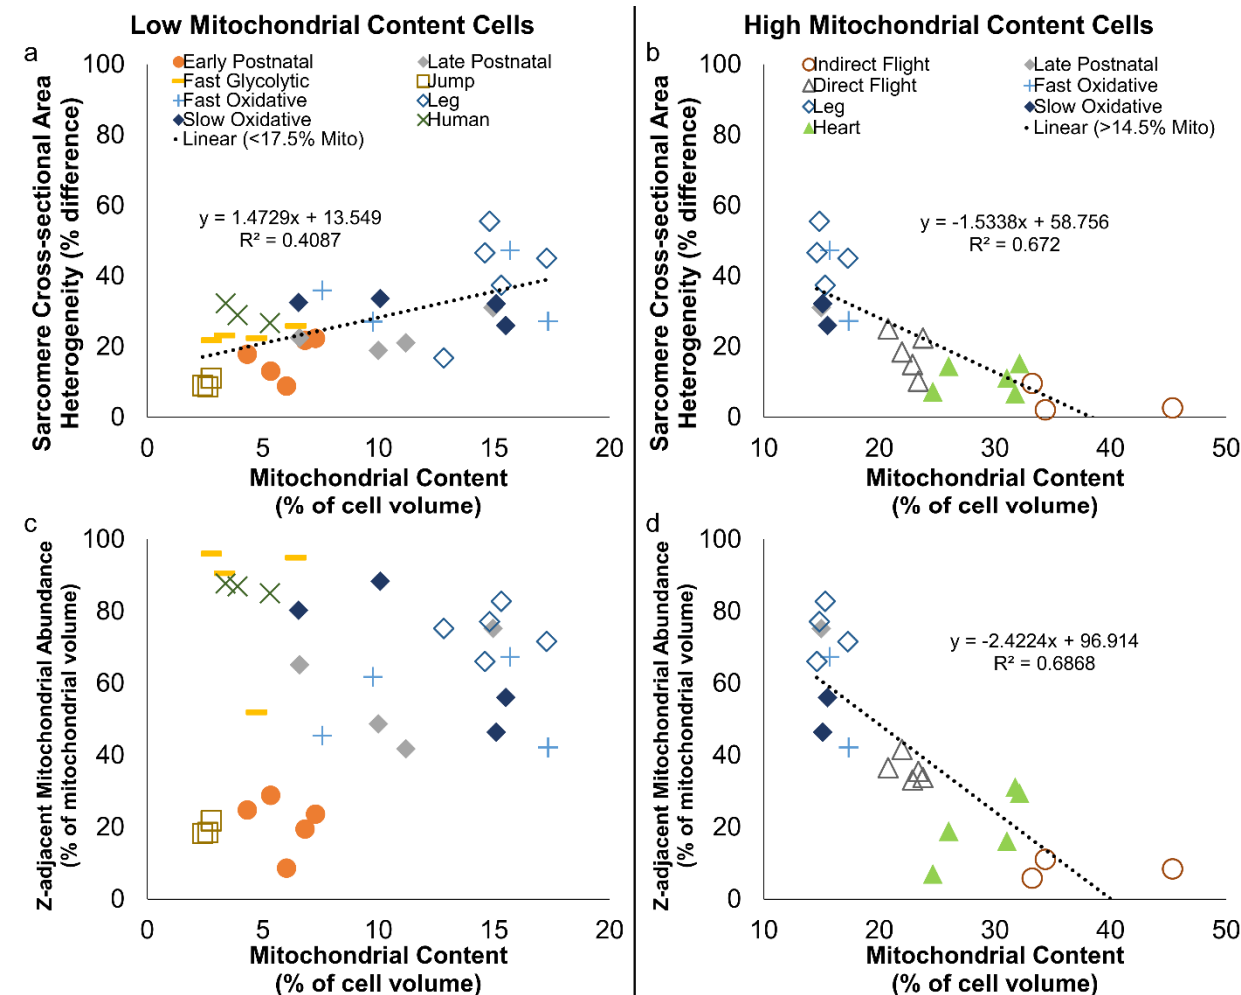 Low Mitochondrial Content Cells
High Mitochondrial Content Cells
a
Early Postnatal
Late Postnatal
Fast Glycolytic
Jump
Fast Oxidative
Leg
Slow Oxidative
Human
Linear (<17.5% Mito)
y = 1.4729x + 13.549
R² = 0.4087
Sarcomere Cross-sectional Area
Heterogeneity (% difference)
100
80
60
40
20
0
0
5
10
15
20
Mitochondrial Content
(% of cell volume)
b
Indirect Flight
Late Postnatal
Direct Flight
Fast Oxidative
Leg
Slow Oxidative
Heart
Linear (>14.5% Mito)
y = -1.5338x + 58.756
R² = 0.672
Sarcomere Cross-sectional Area
Heterogeneity (% difference)
100
80
60
40
20
0
10
20
30
40
50
Mitochondrial Content
(% of cell volume)
c
Z-adjacent Mitochondrial Abundance
(% of mitochondrial volume)
100
80
60
40
20
0
0
5
10
15
20
Mitochondrial Content
(% of cell volume)
d
y = -2.4224x + 96.914
R² = 0.6868
Z-adjacent Mitochondrial Abundance
(% of mitochondrial volume)
100
80
60
40
20
0
10
20
30
40
50
Mitochondrial Content
(% of cell volume)